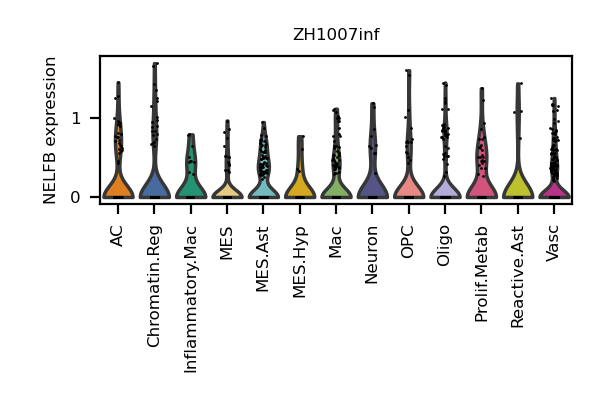 ZH1007inf
NELFB expression
1
0
AC
Chromatin.Reg
Inflammatory.Mac
MES
MES.Ast
MES.Hyp
Mac
Neuron
OPC
Oligo
Prolif.Metab
Reactive.Ast
Vasc